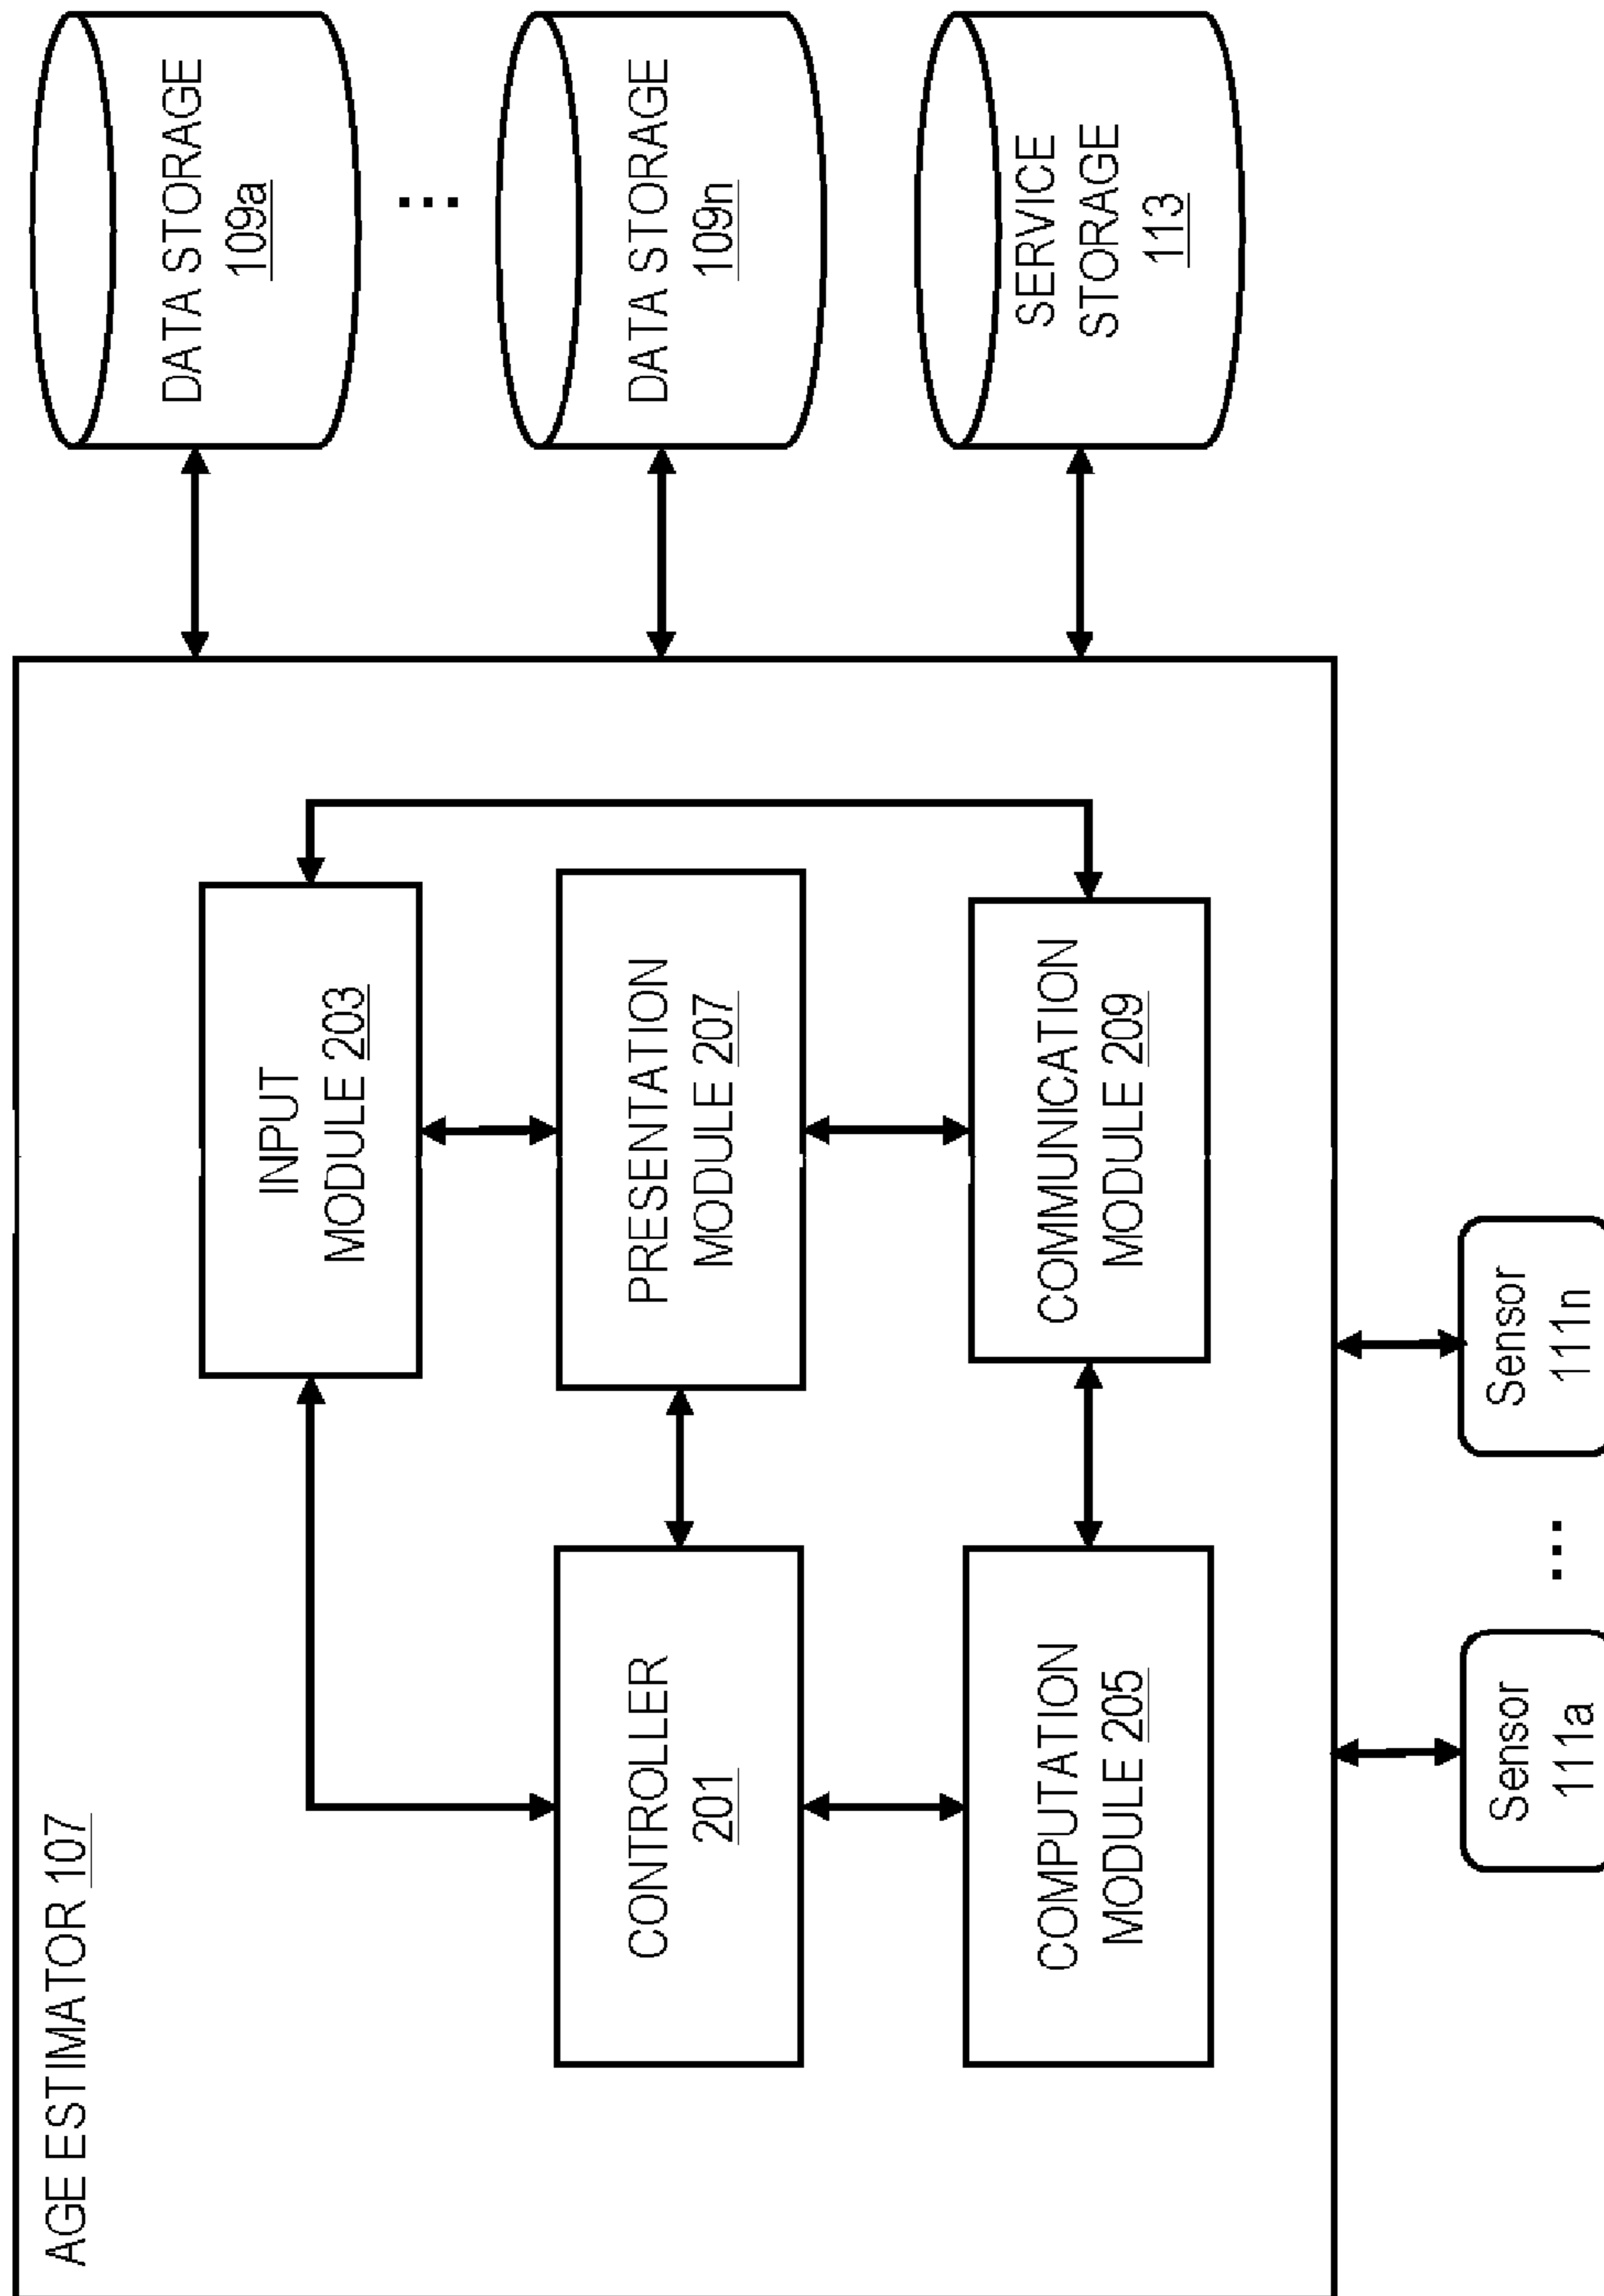 AGE ESTIMATOR 107
INPUT
MODULE 203
CONTROLLER
201
PRESENTATION
MODULE 207
COMPUTATION
MODULE 205
COMMUNICATION
MODULE 209
DATA STORAGE
109a
...
DATA STORAGE
109n
SERVICE
STORAGE
113
Sensor
111a
...
Sensor
111n